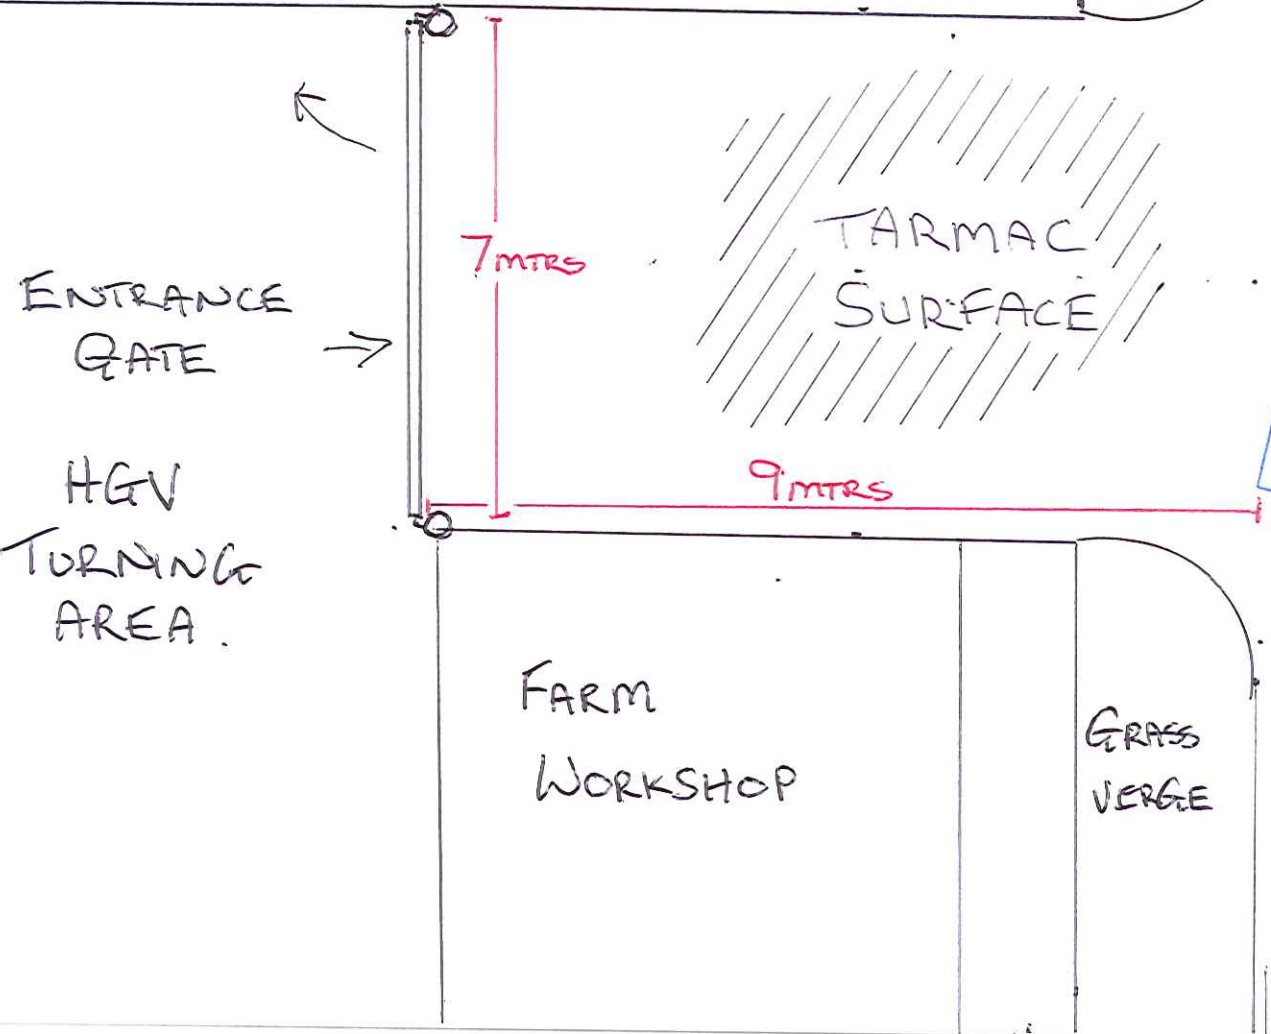 7MTRS
TARMAC
SURFACE
ENTRANCE
GATE
9MTRS
HGV
TURNING
AREA.
FARM
WORKSHOP
GRASS
VERGE